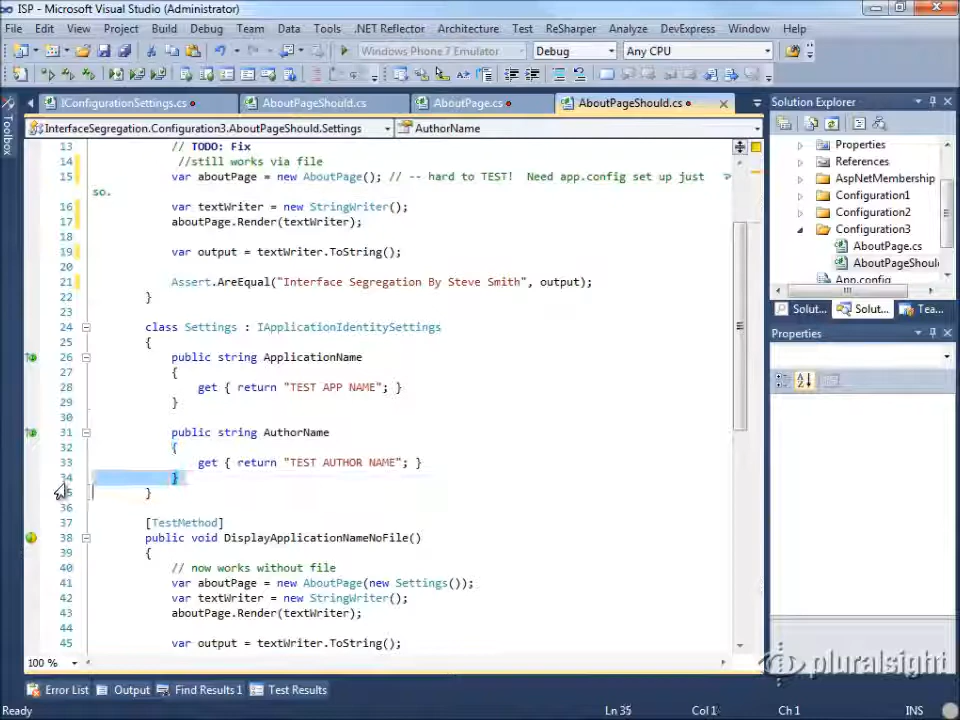 ISP - Microsoft Visual Studio (Administrator)
File Edit View Project Build Debug Team Data Tools .NET Reflector Architecture Test ReSharper Analyze DevExpress Window Help
Windows Phone 7 Emulator Debug Any CPU
IConfigurationSettings.cs AboutPageShould.cs AboutPage.cs AboutPageShould.cs
Solution Explorer
InterfaceSegregation.Configuration3.AboutPageShould.Settings AuthorName
Toolbox
13 // TODO: Fix
14 //still works via file
15 var aboutPage = new AboutPage(); // -- hard to TEST! Need app.config set up just
so.
16 var textWriter = new StringWriter();
17 aboutPage.Render(textWriter);
18
19 var output = textWriter.ToString();
20
21 Assert.AreEqual("Interface Segregation By Steve Smith", output);
22 }
23
24 class Settings : IApplicationIdentitySettings
25 {
26 public string ApplicationName
27 {
28 get { return "TEST APP NAME"; }
29 }
30
31 public string AuthorName
32 {
33 get { return "TEST AUTHOR NAME"; }
34 }
}
36
37 [TestMethod]
38 public void DisplayApplicationNameNoFile()
39 {
40 // now works without file
41 var aboutPage = new AboutPage(new Settings());
42 var textWriter = new StringWriter();
43 aboutPage.Render(textWriter);
44
45 var output = textWriter.ToString();
100 %
Properties
References
AspNetMembership
Configuration1
Configuration2
Configuration3
AboutPage.cs
AboutPageShoul
App.config
Solut... Solut... Tea...
Properties
pluralsight
Error List Output Find Results 1 Test Results
Ready Ln 35 Col 1 Ch 1 INS